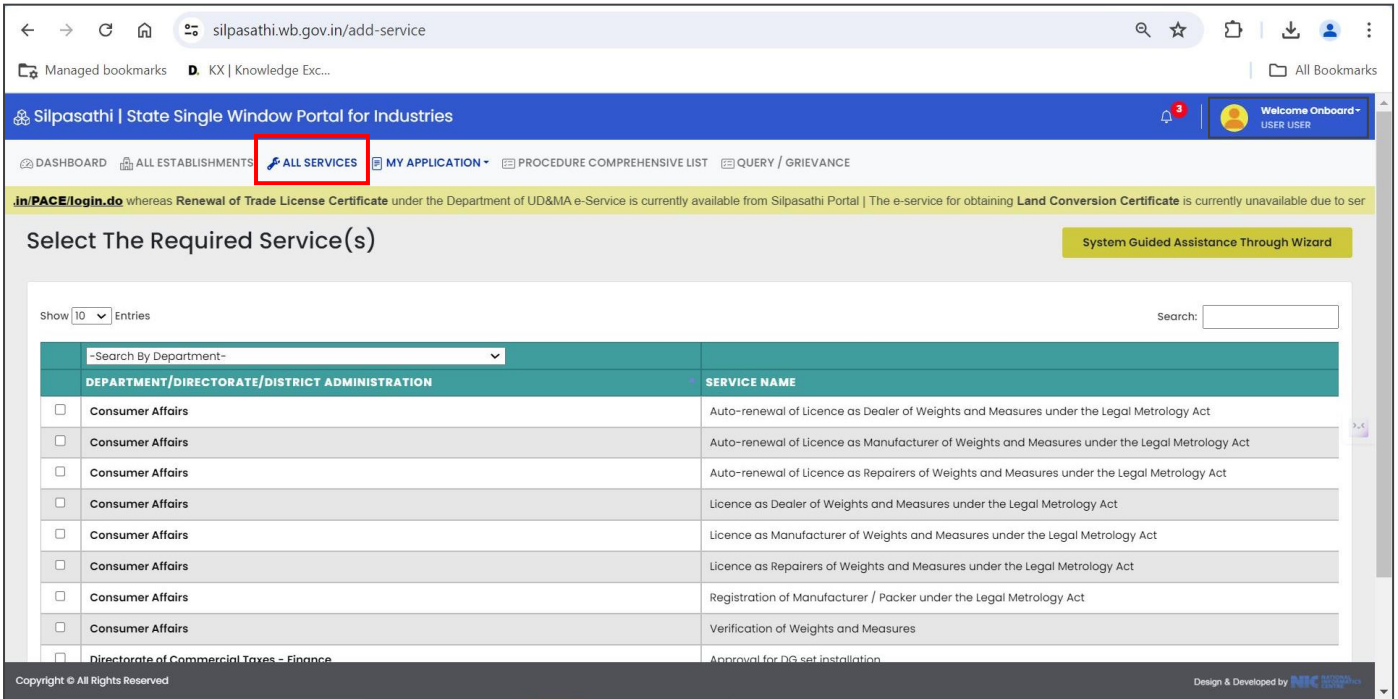 silpasathi.wb.gov.in/add-service
Managed bookmarks D. KX | Knowledge Exc... All Bookmarks
Silpasathi | State Single Window Portal for Industries 3 Welcome Onboard
USER USER
DASHBOARD ALL ESTABLISHMENTS ALL SERVICES MY APPLICATION PROCEDURE COMPREHENSIVE LIST QUERY / GRIEVANCE
.in/PACE/login.do whereas Renewal of Trade License Certificate under the Department of UD&MA e-Service is currently available from Silpasathi Portal | The e-service for obtaining Land Conversion Certificate is currently unavailable due to ser
Select The Required Service(s) System Guided Assistance Through Wizard
Show 10 Entries Search:
-Search By Department-
DEPARTMENT/DIRECTORATE/DISTRICT ADMINISTRATION SERVICE NAME
Consumer Affairs Auto-renewal of Licence as Dealer of Weights and Measures under the Legal Metrology Act
Consumer Affairs Auto-renewal of Licence as Manufacturer of Weights and Measures under the Legal Metrology Act
Consumer Affairs Auto-renewal of Licence as Repairers of Weights and Measures under the Legal Metrology Act
Consumer Affairs Licence as Dealer of Weights and Measures under the Legal Metrology Act
Consumer Affairs Licence as Manufacturer of Weights and Measures under the Legal Metrology Act
Consumer Affairs Licence as Repairers of Weights and Measures under the Legal Metrology Act
Consumer Affairs Registration of Manufacturer / Packer under the Legal Metrology Act
Consumer Affairs Verification of Weights and Measures
Directorate of Commercial Taxes - Finance Approval for DG set installation
Copyright © All Rights Reserved Design & Developed by NIC NATIONAL INFORMATICS CENTRE